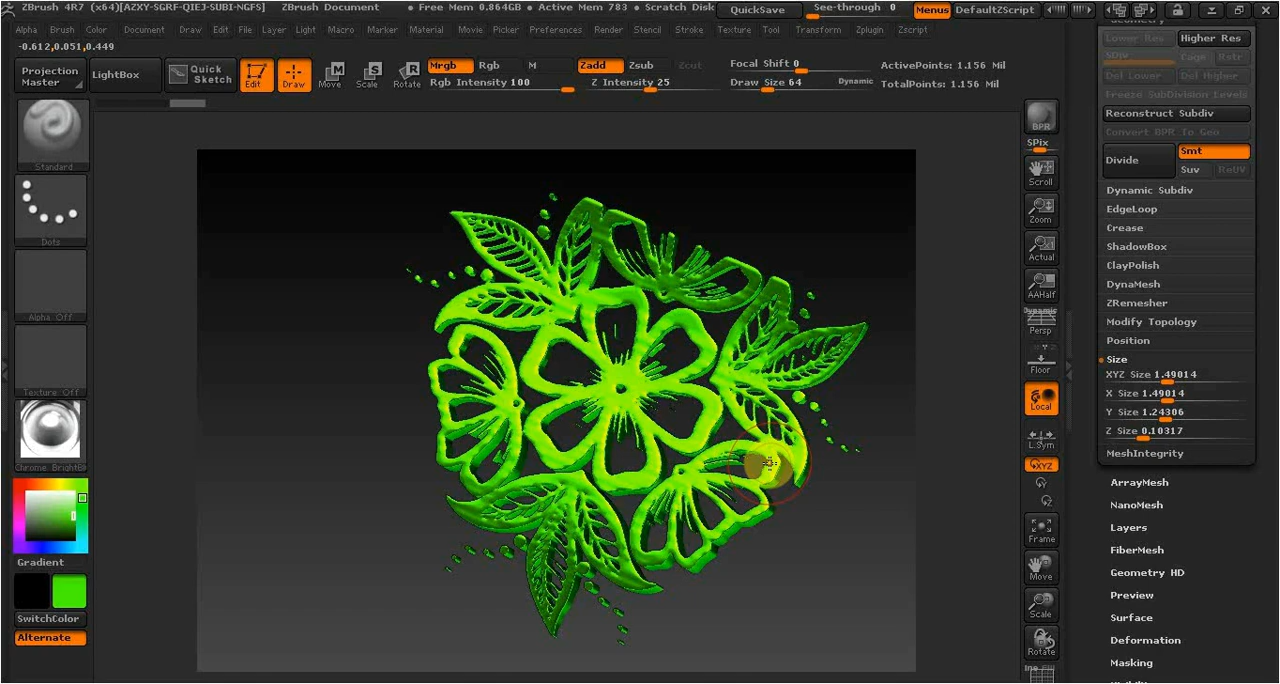 ZBrush 4R7 (x64)[AZXY-SGRF-QIEJ-SUBI-NGFS] ZBrush Document • Free Mem 0.864GB • Active Mem 783 • Scratch Disk QuickSave See-through 0 Menus DefaultZScript
Alpha Brush Color Document Draw Edit File Layer Light Macro Marker Material Movie Picker Preferences Render Stencil Stroke Texture Tool Transform Zplugin Zscript
-0.612,0.051,0.449
Projection Master
LightBox
Quick Sketch
Edit
Draw
Move
Scale
Rotate
Mrgb Rgb M
Rgb Intensity 100
Zadd Zsub Zcut
Z Intensity 25
Focal Shift 0
Draw Size 64 Dynamic
ActivePoints: 1.156 Mil
TotalPoints: 1.156 Mil
Standard
Dots
Alpha Off
Texture Off
Gradient
SwitchColor
Alternate
BPR
SPix
Scroll
Zoom
Actual
AAHalf
Dynamic
Persp
Floor
Local
L.Sym
XYZ
Y
Z
Frame
Move
Scale
Rotate
Geometry
Lower Res Higher Res
SDiv Cage Rstr
Del Lower Del Higher
Freeze SubDivision Levels
Reconstruct Subdiv
Convert BPR To Geo
Divide
Smt
Suv ReUV
Dynamic Subdiv
EdgeLoop
Crease
ShadowBox
ClayPolish
DynaMesh
ZRemesher
Modify Topology
Position
Size
XYZ Size 1.49014
X Size 1.49014
Y Size 1.24306
Z Size 0.10317
MeshIntegrity
ArrayMesh
NanoMesh
Layers
FiberMesh
Geometry HD
Preview
Surface
Deformation
Masking